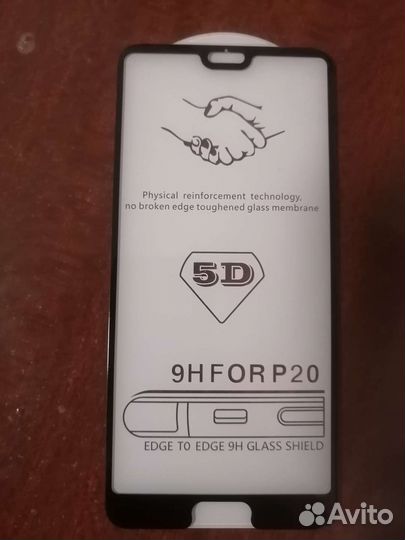 Physical reinforcement technology,
no broken edge toughened glass membrane
5D
9H FOR P20
EDGE TO EDGE 9H GLASS SHIELD
Avito